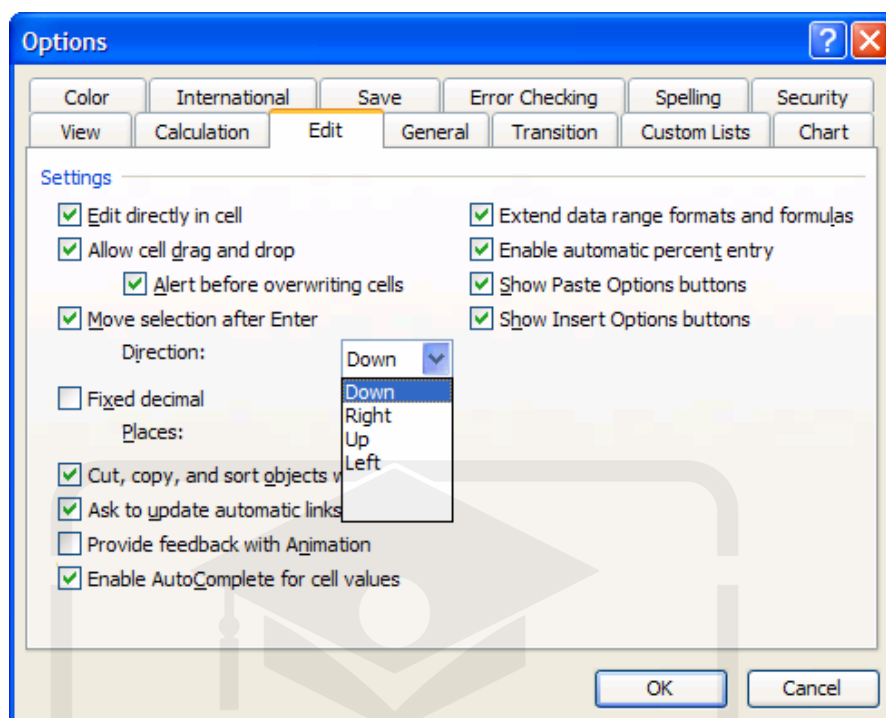 Options
Color International Save Error Checking Spelling Security
View Calculation Edit General Transition Custom Lists Chart
Settings
Edit directly in cell
Allow cell drag and drop
Alert before overwriting cells
Move selection after Enter
Direction: Down
Down
Right
Up
Left
Fixed decimal
Places:
Cut, copy, and sort objects
Ask to update automatic links
Provide feedback with Animation
Enable AutoComplete for cell values
Extend data range formats and formulas
Enable automatic percent entry
Show Paste Options buttons
Show Insert Options buttons
OK Cancel